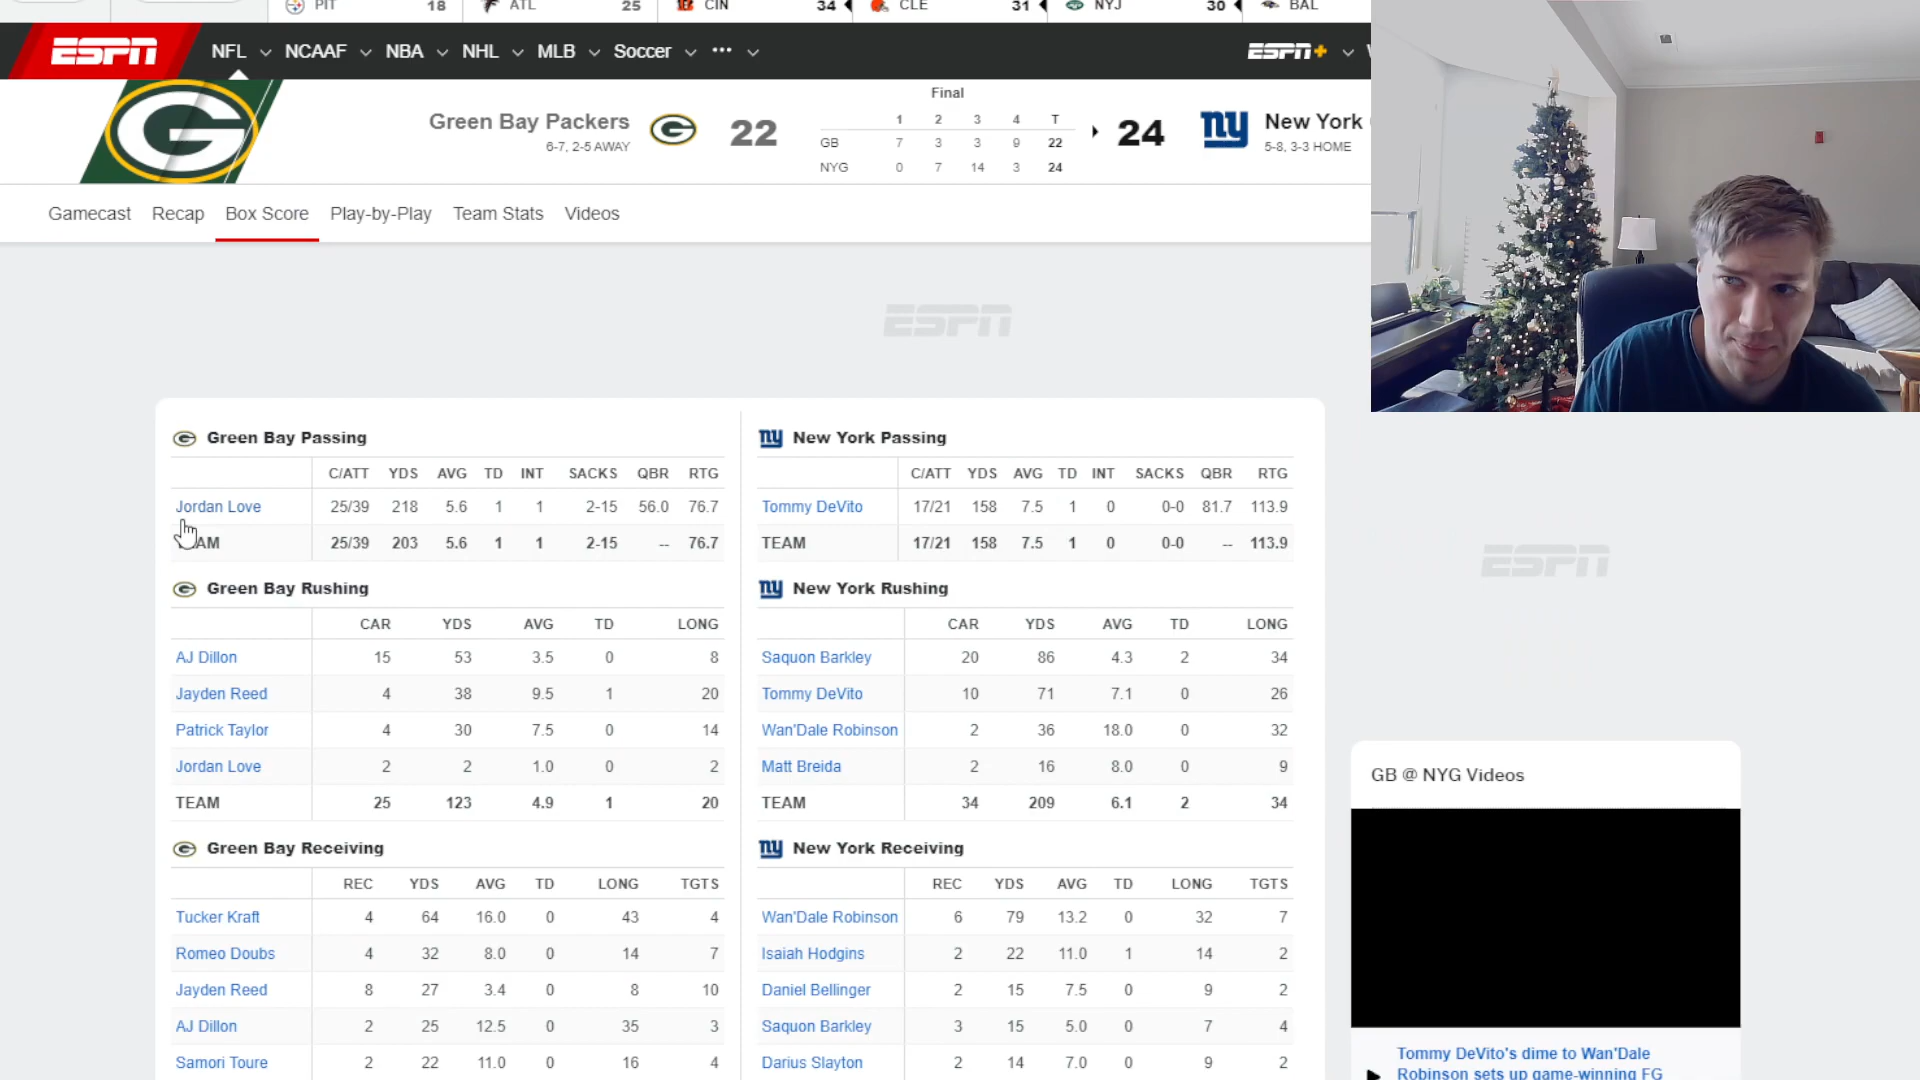 PIT 18 ATL 25 CIN 34 CLE 31 NYJ 30 BAL
ESPN NFL NCAAF NBA NHL MLB Soccer ••• ESPN+
Final
Green Bay Packers 22 24 New York
6-7, 2-5 AWAY 5-8, 3-3 HOME
1 2 3 4 T
GB 7 3 3 9 22
NYG 0 7 14 3 24
Gamecast Recap Box Score Play-by-Play Team Stats Videos
ESPN
Green Bay Passing
C/ATT YDS AVG TD INT SACKS QBR RTG
Jordan Love 25/39 218 5.6 1 1 2-15 56.0 76.7
TEAM 25/39 203 5.6 1 1 2-15 -- 76.7
Green Bay Rushing
CAR YDS AVG TD LONG
AJ Dillon 15 53 3.5 0 8
Jayden Reed 4 38 9.5 1 20
Patrick Taylor 4 30 7.5 0 14
Jordan Love 2 2 1.0 0 2
TEAM 25 123 4.9 1 20
Green Bay Receiving
REC YDS AVG TD LONG TGTS
Tucker Kraft 4 64 16.0 0 43 4
Romeo Doubs 4 32 8.0 0 14 7
Jayden Reed 8 27 3.4 0 8 10
AJ Dillon 2 25 12.5 0 35 3
Samori Toure 2 22 11.0 0 16 4
New York Passing
C/ATT YDS AVG TD INT SACKS QBR RTG
Tommy DeVito 17/21 158 7.5 1 0 0-0 81.7 113.9
TEAM 17/21 158 7.5 1 0 0-0 -- 113.9
New York Rushing
CAR YDS AVG TD LONG
Saquon Barkley 20 86 4.3 2 34
Tommy DeVito 10 71 7.1 0 26
Wan'Dale Robinson 2 36 18.0 0 32
Matt Breida 2 16 8.0 0 9
TEAM 34 209 6.1 2 34
New York Receiving
REC YDS AVG TD LONG TGTS
Wan'Dale Robinson 6 79 13.2 0 32 7
Isaiah Hodgins 2 22 11.0 1 14 2
Daniel Bellinger 2 15 7.5 0 9 2
Saquon Barkley 3 15 5.0 0 7 4
Darius Slayton 2 14 7.0 0 9 2
ESPN
GB @ NYG Videos
Tommy DeVito's dime to Wan'Dale
Robinson sets up game-winning FG